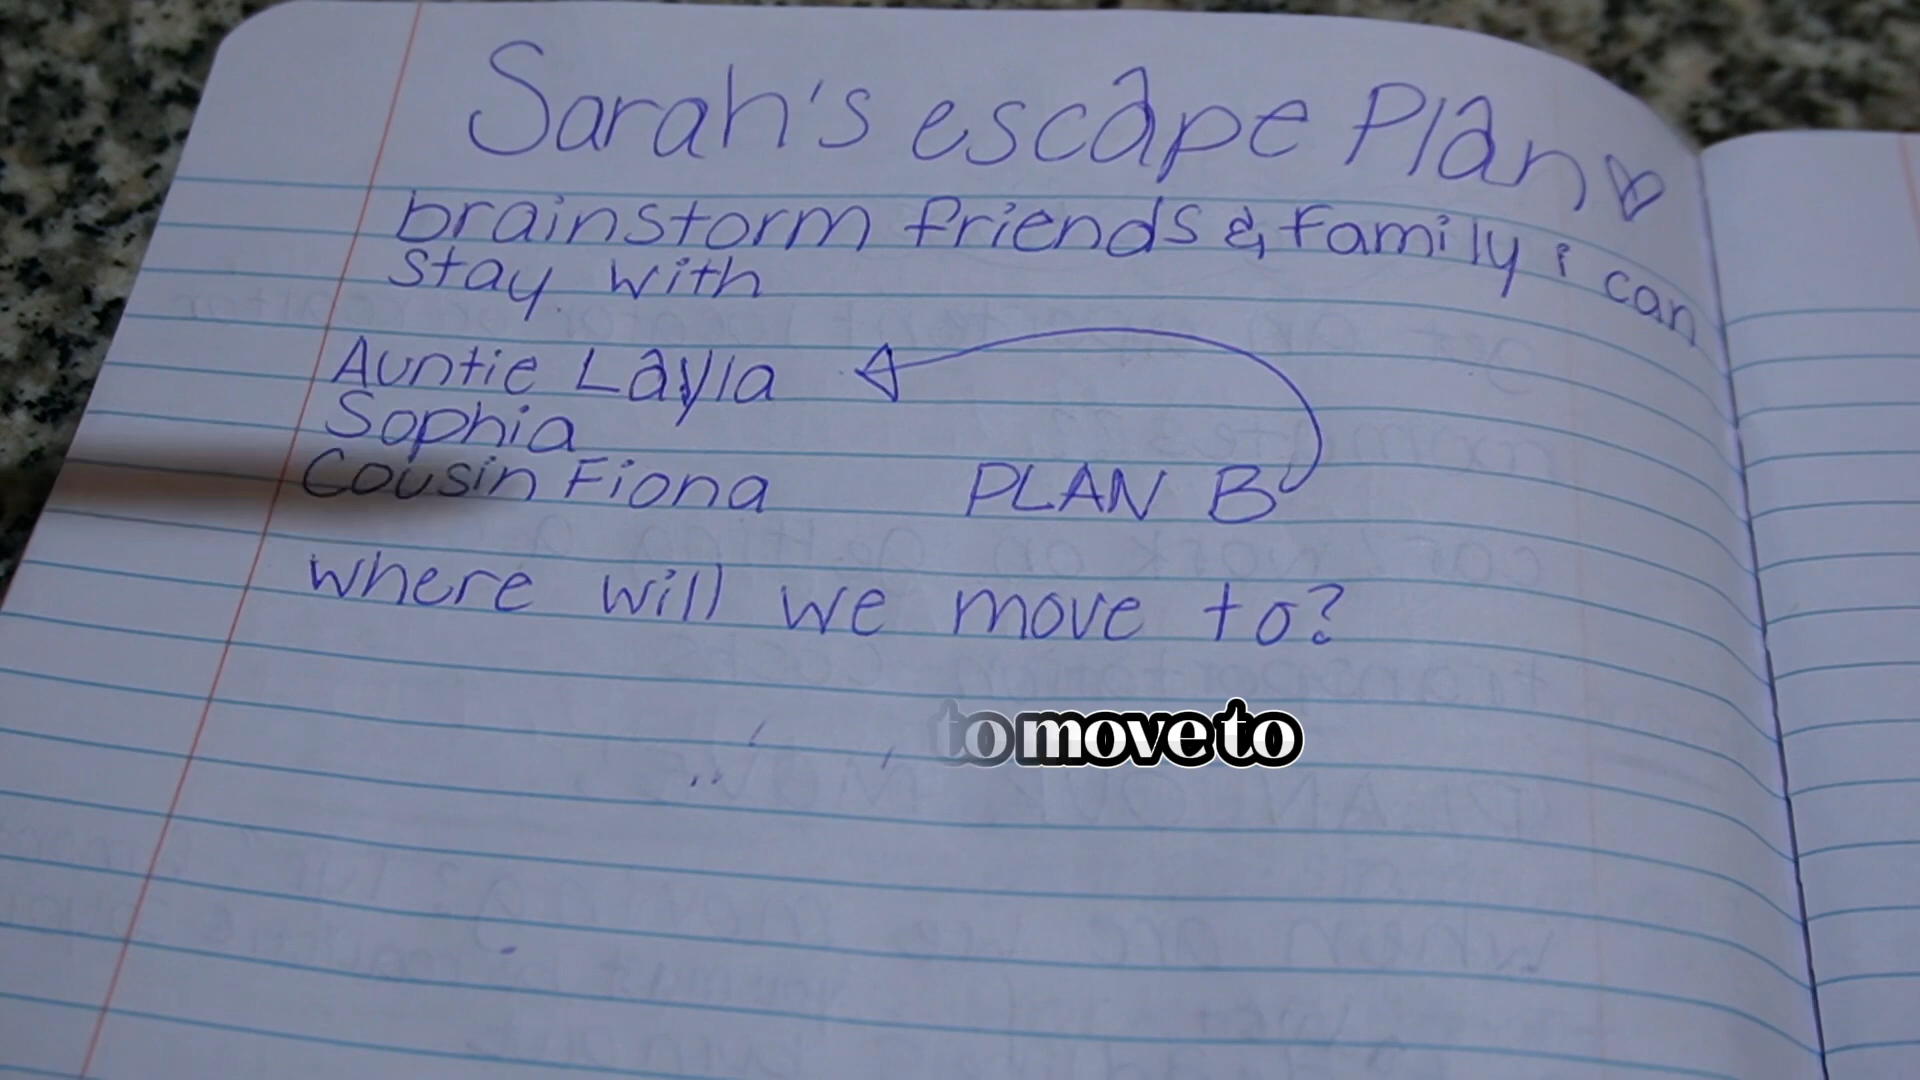 Sarah's escape Plan
brainstorm friends & family i can
stay with
Auntie Layla
Sophia
Cousin Fiona PLAN B
where will we move to?
to move to